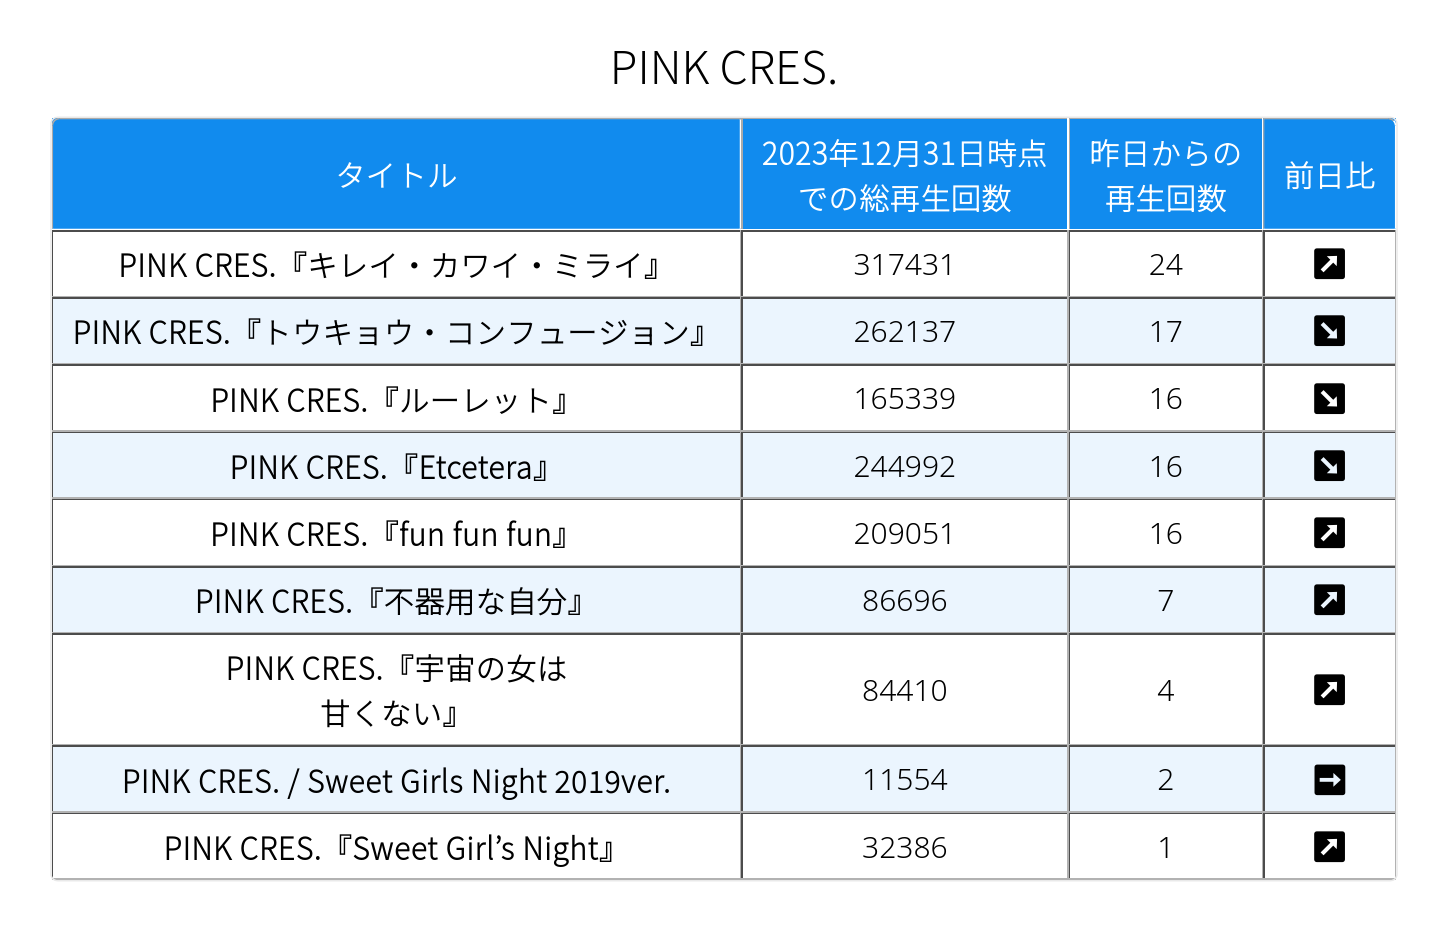 PINK CRES.
タイトル
2023年12月31日時点
での総再生回数
昨日からの
再生回数
前日比
PINK CRES.『キレイ・カワイ・ミライ』 317431 24 ↗
PINK CRES.『トウキョウ・コンフュージョン』 262137 17 ↘
PINK CRES.『ルーレット』 165339 16 ↘
PINK CRES.『Etcetera』 244992 16 ↘
PINK CRES.『fun fun fun』 209051 16 ↗
PINK CRES.『不器用な自分』 86696 7 ↗
PINK CRES.『宇宙の女は
甘くない』 84410 4 ↗
PINK CRES. / Sweet Girls Night 2019ver. 11554 2 →
PINK CRES.『Sweet Girl’s Night』 32386 1 ↗